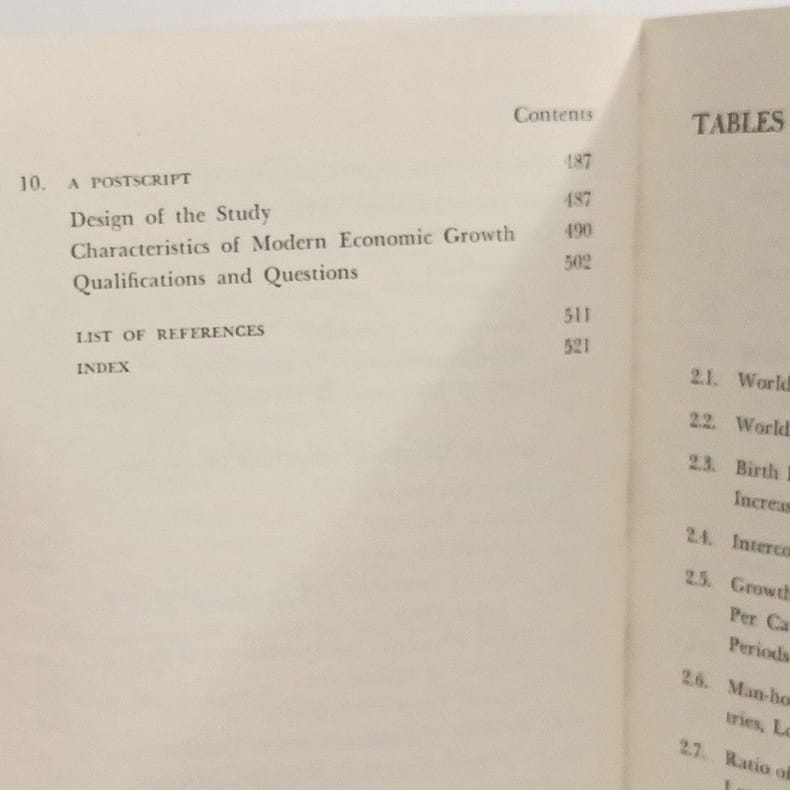 Contents
10. A POSTSCRIPT 487
Design of the Study 487
Characteristics of Modern Economic Growth 490
Qualifications and Questions 502
LIST OF REFERENCES 511
INDEX 521
TABLES
2.1. World
2.2. World
2.3. Birth
Increas
2.4. Interco
2.5. Growth
Per Ca
Periods
2.6. Man-ho
tries, Lo
2.7. Ratio of